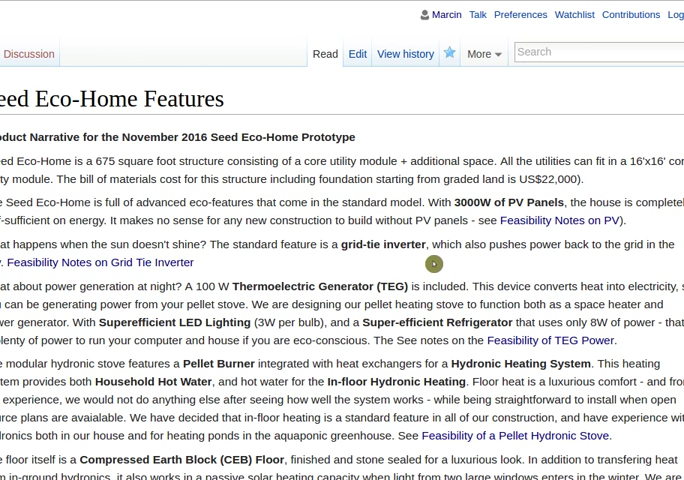 Marcin Talk Preferences Watchlist Contributions Log
Discussion Read Edit View history More Search
eed Eco-Home Features
oduct Narrative for the November 2016 Seed Eco-Home Prototype
ed Eco-Home is a 675 square foot structure consisting of a core utility module + additional space. All the utilities can fit in a 16'x16' cor
ty module. The bill of materials cost for this structure including foundation starting from graded land is US$22,000).
e Seed Eco-Home is full of advanced eco-features that come in the standard model. With 3000W of PV Panels, the house is completel
f-sufficient on energy. It makes no sense for any new construction to build without PV panels - see Feasibility Notes on PV).
at happens when the sun doesn't shine? The standard feature is a grid-tie inverter, which also pushes power back to the grid in the
y. Feasibility Notes on Grid Tie Inverter
at about power generation at night? A 100 W Thermoelectric Generator (TEG) is included. This device converts heat into electricity, s
u can be generating power from your pellet stove. We are designing our pellet heating stove to function both as a space heater and
wer generator. With Superefficient LED Lighting (3W per bulb), and a Super-efficient Refrigerator that uses only 8W of power - that
plenty of power to run your computer and house if you are eco-conscious. The See notes on the Feasibility of TEG Power.
e modular hydronic stove features a Pellet Burner integrated with heat exchangers for a Hydronic Heating System. This heating
tem provides both Household Hot Water, and hot water for the In-floor Hydronic Heating. Floor heat is a luxurious comfort - and fro
r experience, we would not do anything else after seeing how well the system works - while being straightforward to install when open
urce plans are avaialable. We have decided that in-floor heating is a standard feature in all of our construction, and have experience wit
dronics both in our house and for heating ponds in the aquaponic greenhouse. See Feasibility of a Pellet Hydronic Stove.
e floor itself is a Compressed Earth Block (CEB) Floor, finished and stone sealed for a luxurious look. In addition to transferring heat
m in-ground hydronics, it also works in a passive solar heating capacity when light from two large windows enters in the winter. We are